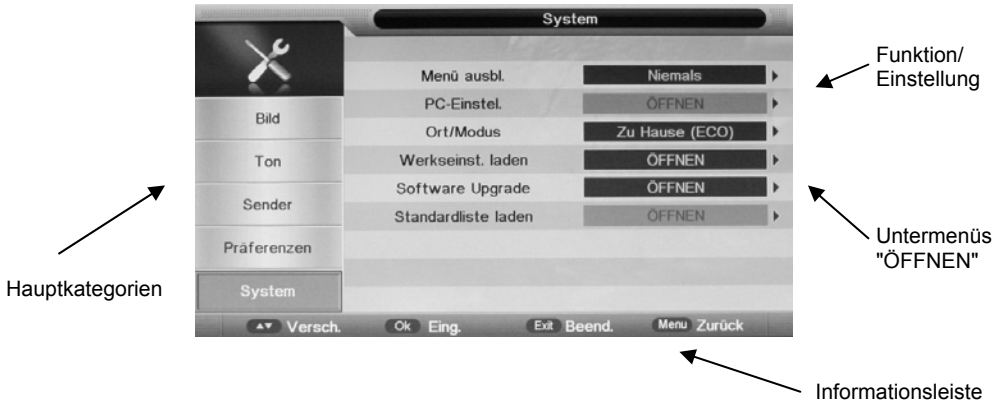 System
Menü ausbl. Niemals
PC-Einstel. ÖFFNEN
Ort/Modus Zu Hause (ECO)
Werkseinst. laden ÖFFNEN
Software Upgrade ÖFFNEN
Standardliste laden ÖFFNEN
Bild
Ton
Sender
Präferenzen
System
Versch. Ok Eing. Exit Beend. Menu Zurück
Funktion/
Einstellung
Untermenüs
"ÖFFNEN"
Hauptkategorien
Informationsleiste